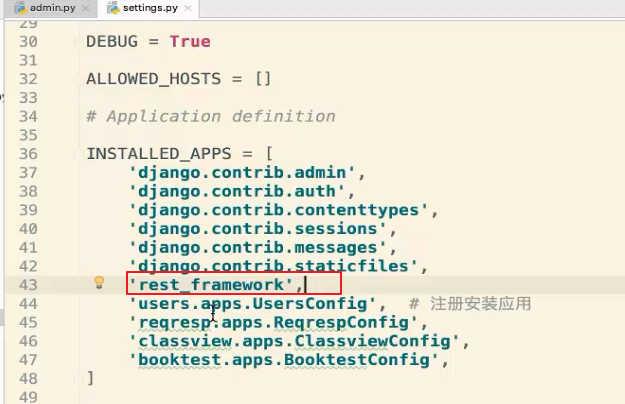 admin.py
settings.py
29
30 DEBUG = True
31
32 ALLOWED_HOSTS = []
33
34 # Application definition
35
36 INSTALLED_APPS = [
37 'django.contrib.admin',
38 'django.contrib.auth',
39 'django.contrib.contenttypes',
40 'django.contrib.sessions',
41 'django.contrib.messages',
42 'django.contrib.staticfiles',
43 'rest_framework',
44 'users.apps.UsersConfig', # 注册安装应用
45 'reqresp.apps.ReqrespConfig',
46 'classview.apps.ClassviewConfig',
47 'booktest.apps.BooktestConfig',
48 ]
49